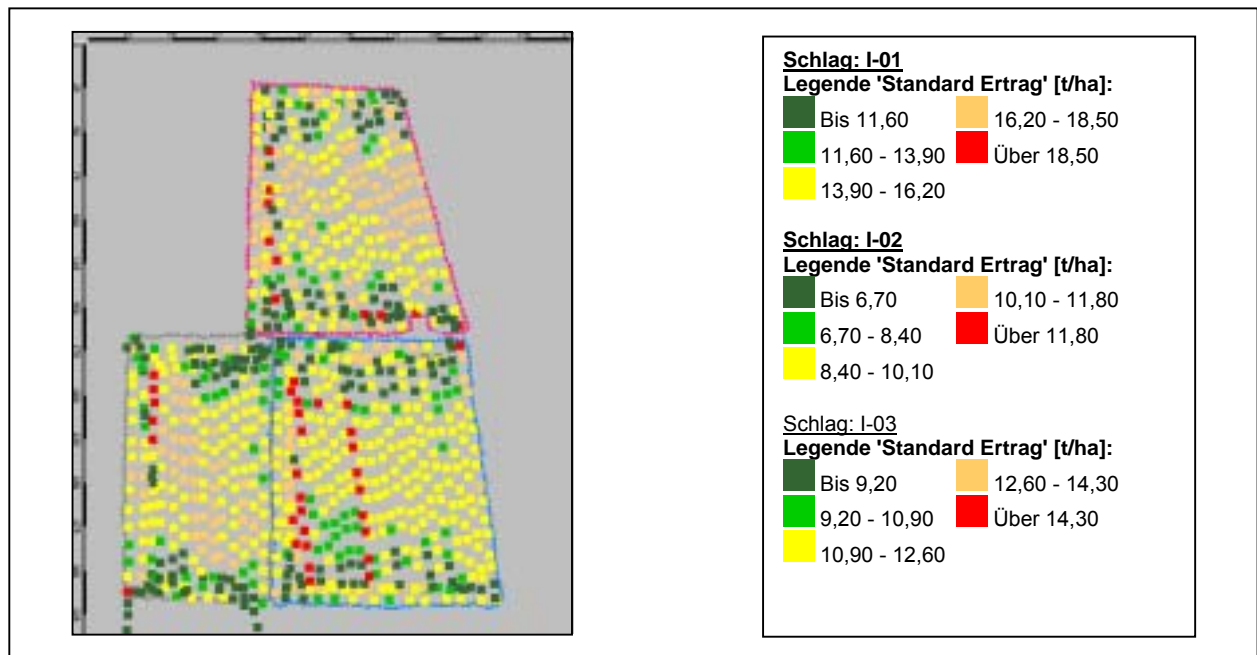 Schlag: I-01
Legende 'Standard Ertrag' [t/ha]:
Bis 11,60 16,20 - 18,50
11,60 - 13,90 Über 18,50
13,90 - 16,20
Schlag: I-02
Legende 'Standard Ertrag' [t/ha]:
Bis 6,70 10,10 - 11,80
6,70 - 8,40 Über 11,80
8,40 - 10,10
Schlag: I-03
Legende 'Standard Ertrag' [t/ha]:
Bis 9,20 12,60 - 14,30
9,20 - 10,90 Über 14,30
10,90 - 12,60